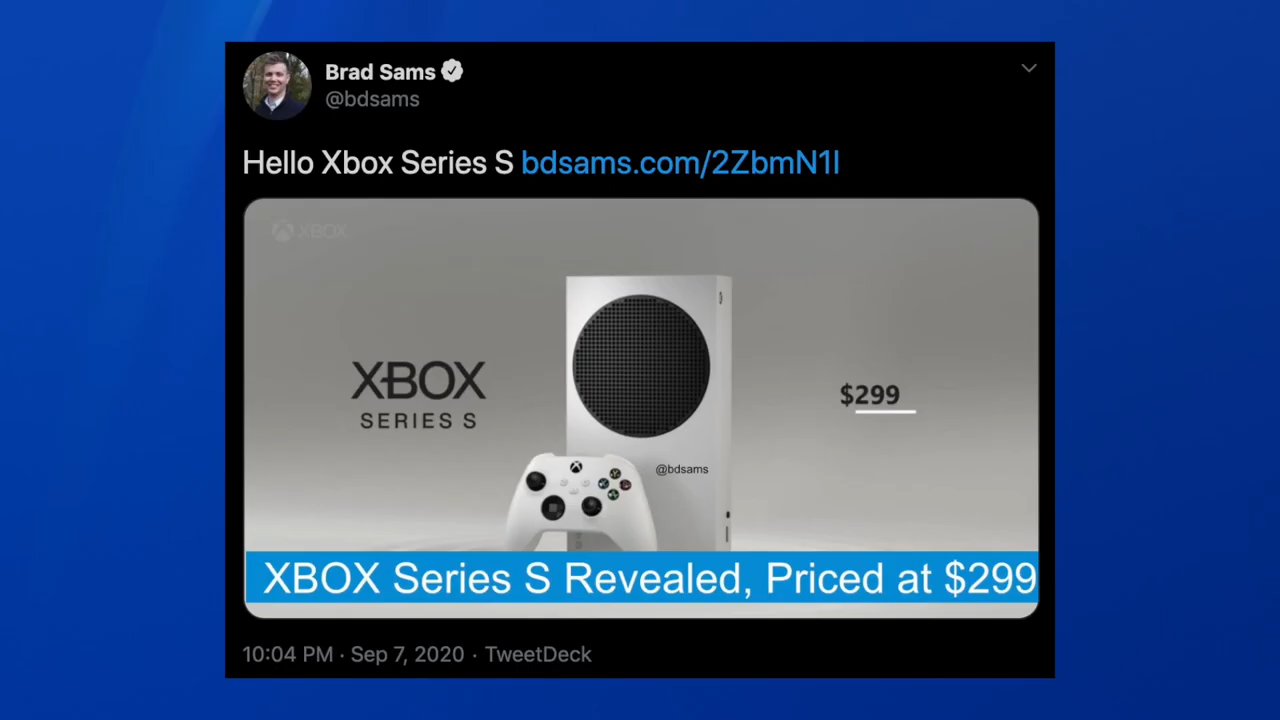 Brad Sams
@bdsams
Hello Xbox Series S bdsams.com/2ZbmN1l
XBOX
XBOX
SERIES S
$299
@bdsams
XBOX Series S Revealed, Priced at $299
10:04 PM · Sep 7, 2020 · TweetDeck